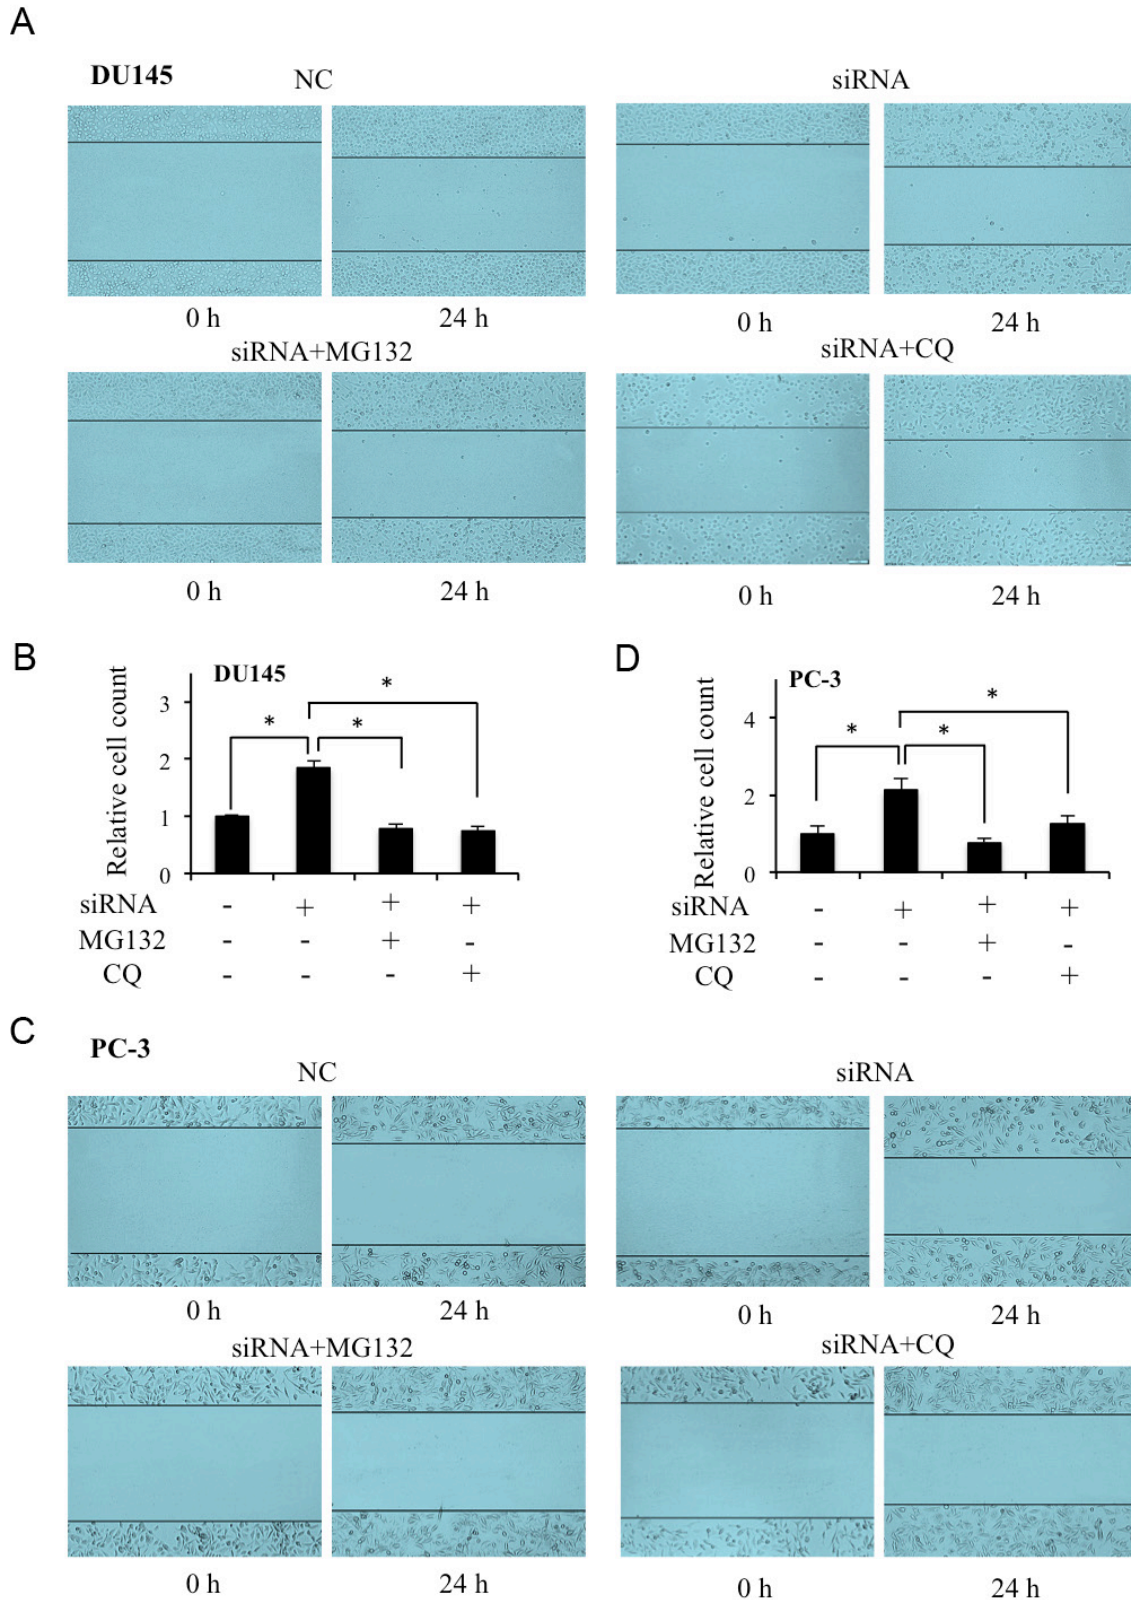 A
DU145
NC
siRNA
0 h
24 h
0 h
24 h
siRNA+MG132
siRNA+CQ
0 h
24 h
0 h
24 h
B
DU145
Relative cell count
3
2
1
0
*
*
*
siRNA - + + +
MG132 - - + -
CQ - - - +
D
PC-3
Relative cell count
4
2
0
*
*
*
siRNA - + + +
MG132 - - + -
CQ - - - +
C
PC-3
NC
siRNA
0 h
24 h
0 h
24 h
siRNA+MG132
siRNA+CQ
0 h
24 h
0 h
24 h